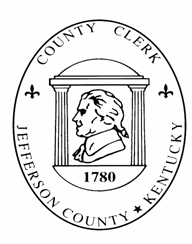 COUNTY CLERK
1780
JEFFERSON COUNTY ★ KENTUCKY